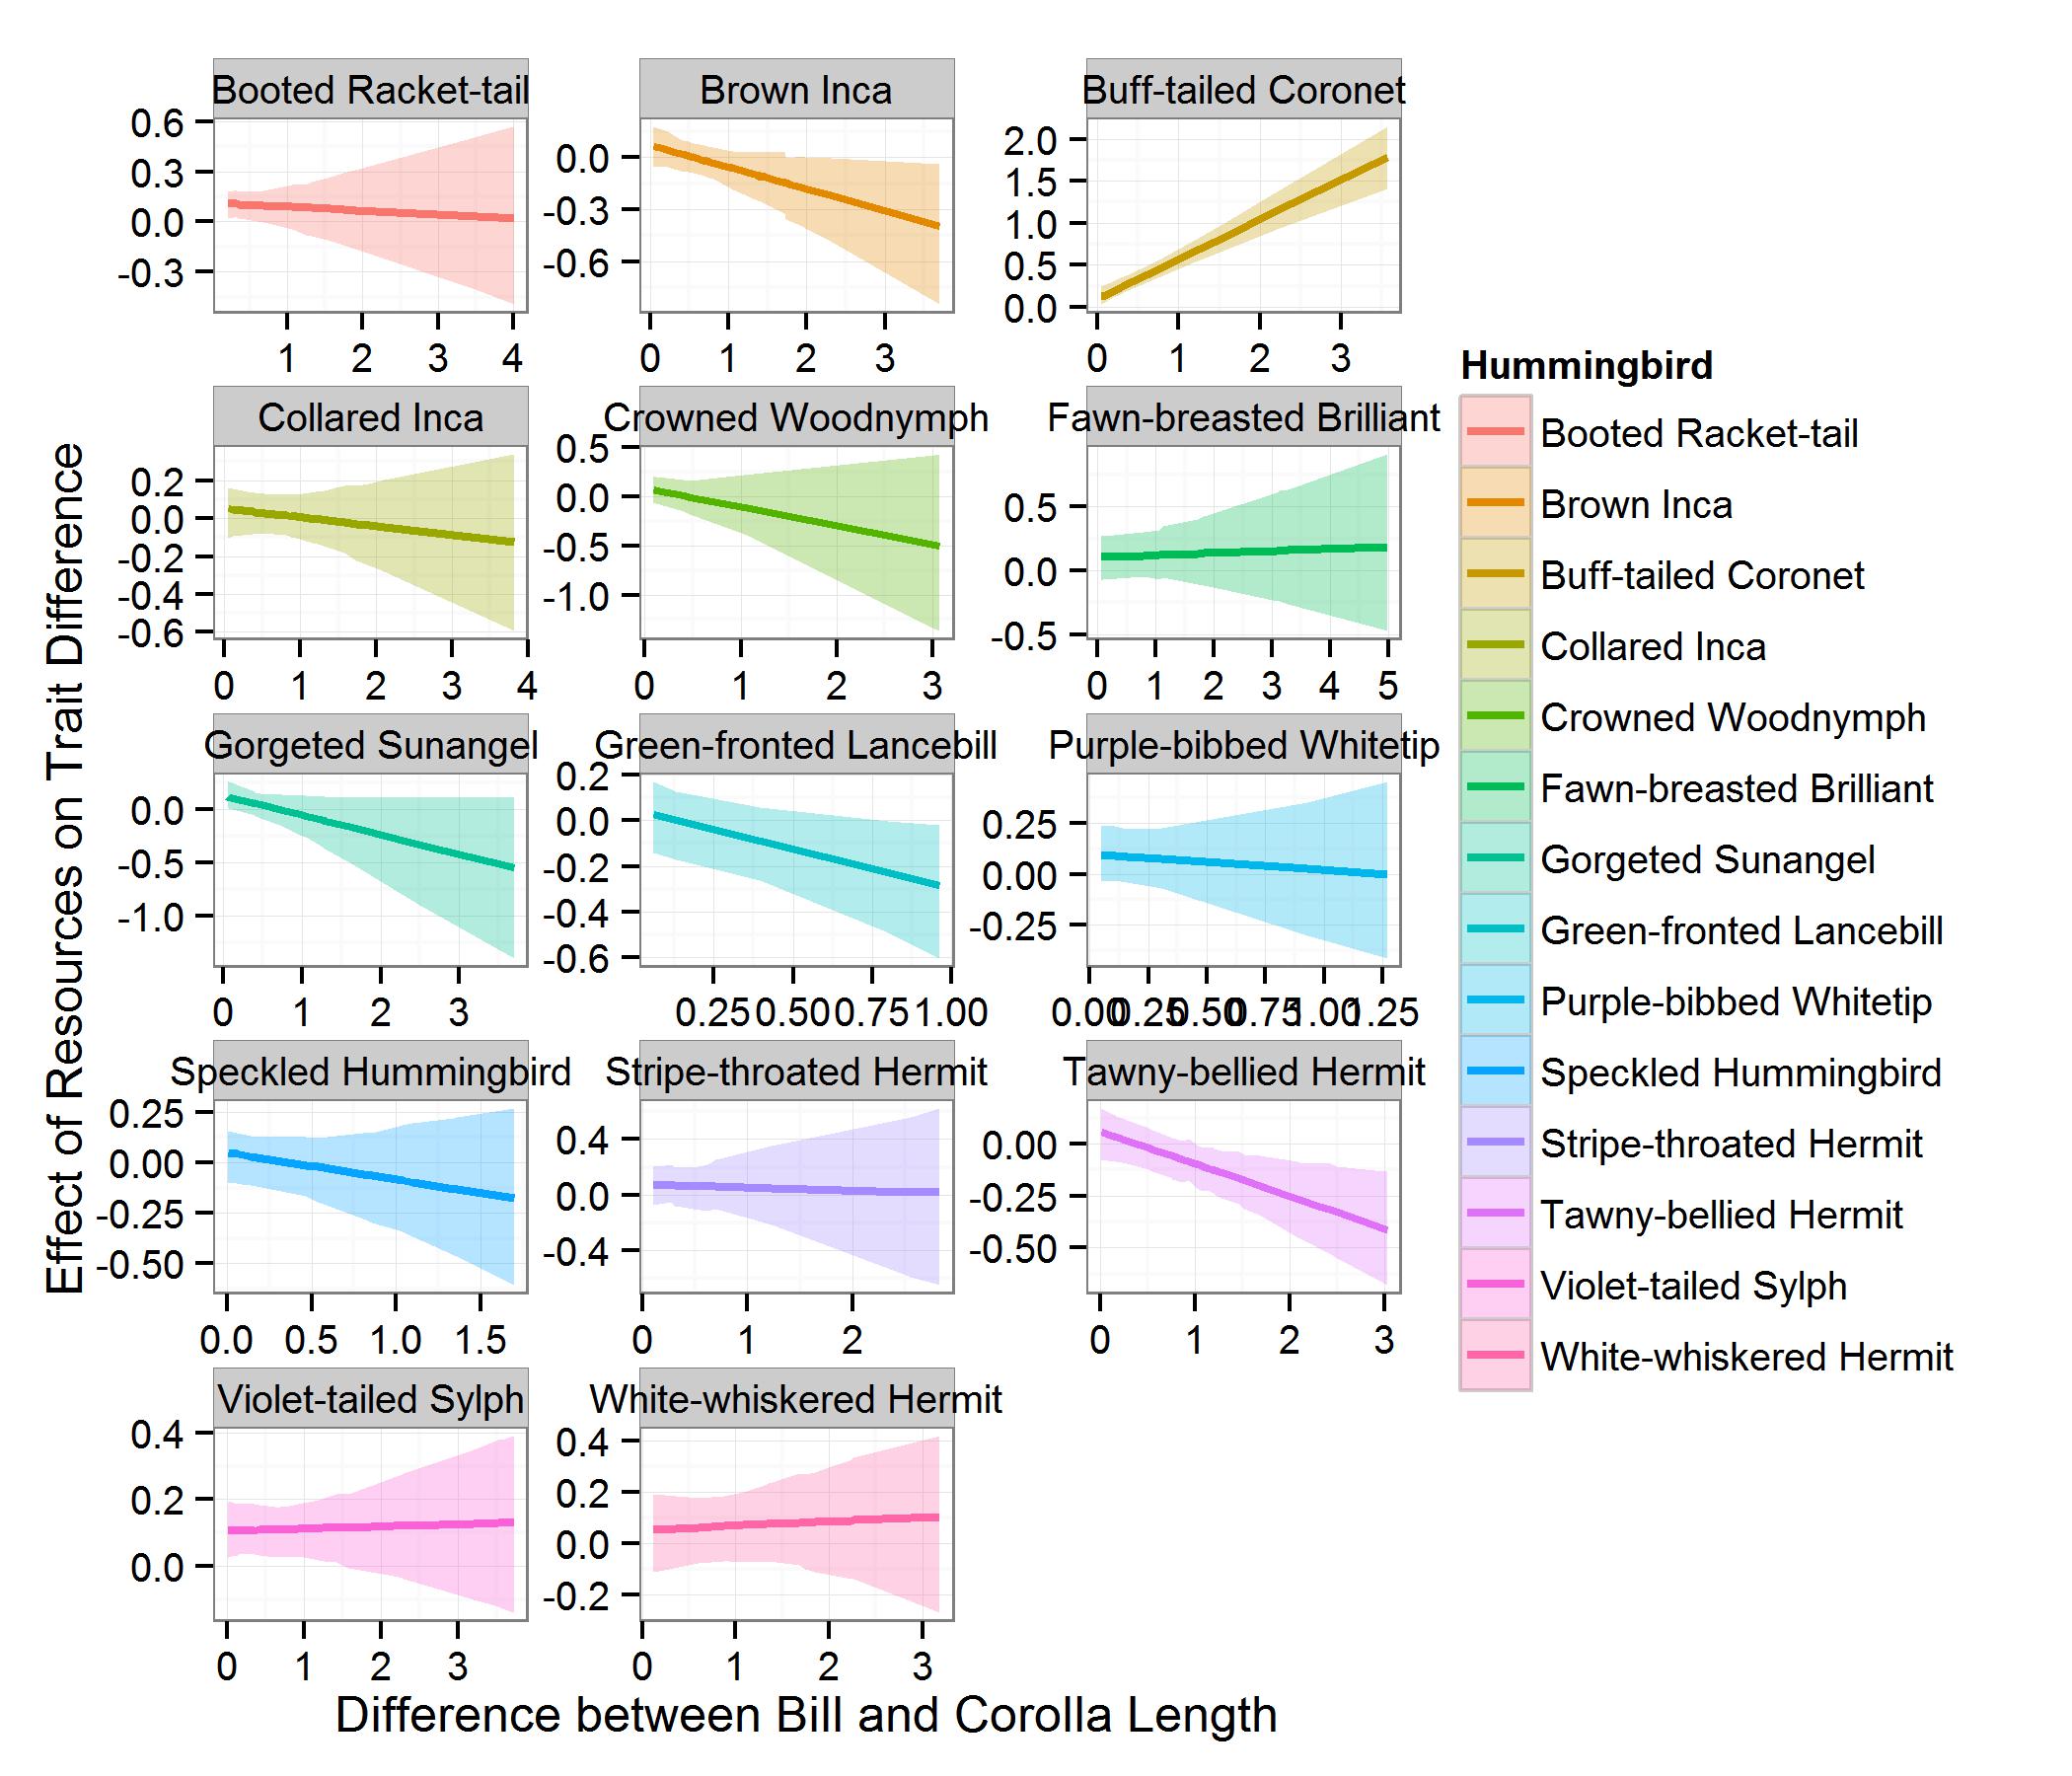 Booted Racket-tail
Brown Inca
Buff-tailed Coronet
0.6
0.3
0.0
-0.3
0.0
-0.3
-0.6
2.0
1.5
1.0
0.5
0.0
1 2 3 4
0 1 2 3
0 1 2 3
Collared Inca
Crowned Woodnymph
Fawn-breasted Brilliant
0.2
0.0
-0.2
-0.4
-0.6
0.5
0.0
-0.5
-1.0
0.5
0.0
-0.5
0 1 2 3 4
0 1 2 3
0 1 2 3 4 5
Gorgeted Sunangel
Green-fronted Lancebill
Purple-bibbed Whitetip
0.0
-0.5
-1.0
0.2
0.0
-0.2
-0.4
-0.6
0.25
0.00
-0.25
0 1 2 3
0.25 0.50 0.75 1.00
0.00 0.25 0.50 0.75 1.00 1.25
Speckled Hummingbird
Stripe-throated Hermit
Tawny-bellied Hermit
0.25
0.00
-0.25
-0.50
0.4
0.0
-0.4
0.00
-0.25
-0.50
0.0 0.5 1.0 1.5
0 1 2
0 1 2 3
Violet-tailed Sylph
White-whiskered Hermit
0.4
0.2
0.0
0.4
0.2
0.0
-0.2
0 1 2 3
0 1 2 3
Effect of Resources on Trait Difference
Difference between Bill and Corolla Length
Hummingbird
Booted Racket-tail
Brown Inca
Buff-tailed Coronet
Collared Inca
Crowned Woodnymph
Fawn-breasted Brilliant
Gorgeted Sunangel
Green-fronted Lancebill
Purple-bibbed Whitetip
Speckled Hummingbird
Stripe-throated Hermit
Tawny-bellied Hermit
Violet-tailed Sylph
White-whiskered Hermit